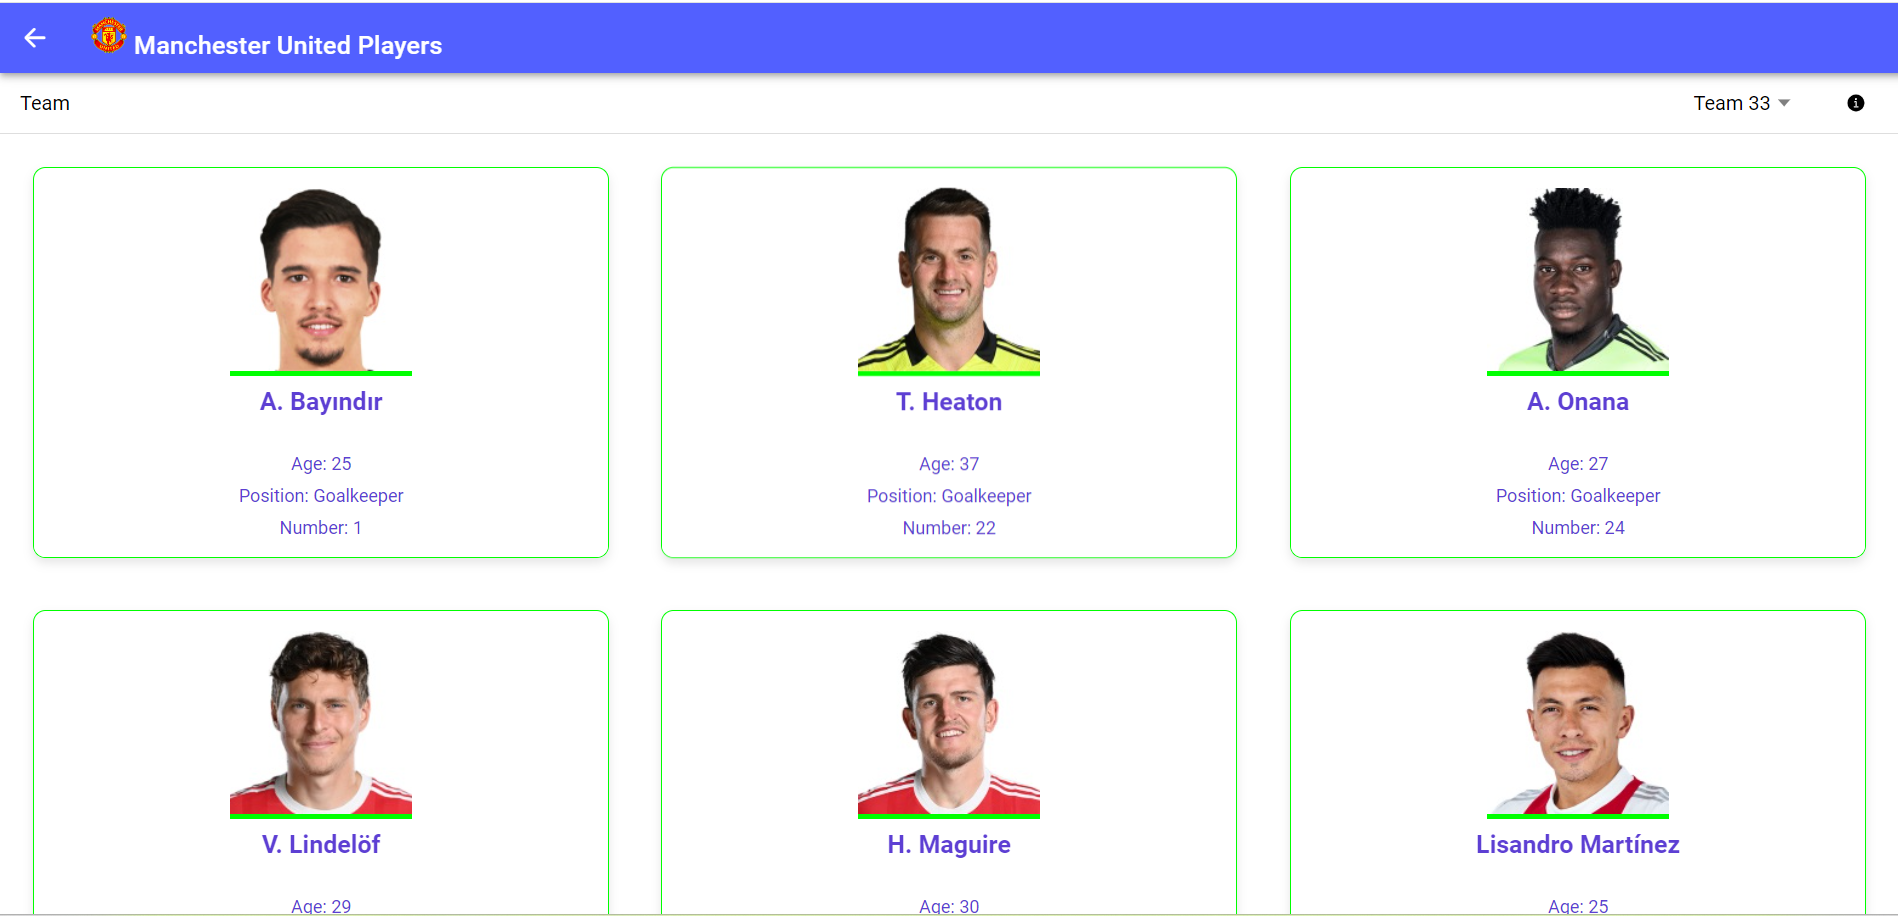 Manchester United Players
Team
Team 33
A. Bayındır
Age: 25
Position: Goalkeeper
Number: 1
T. Heaton
Age: 37
Position: Goalkeeper
Number: 22
A. Onana
Age: 27
Position: Goalkeeper
Number: 24
V. Lindelöf
Age: 29
H. Maguire
Age: 30
Lisandro Martínez
Age: 25